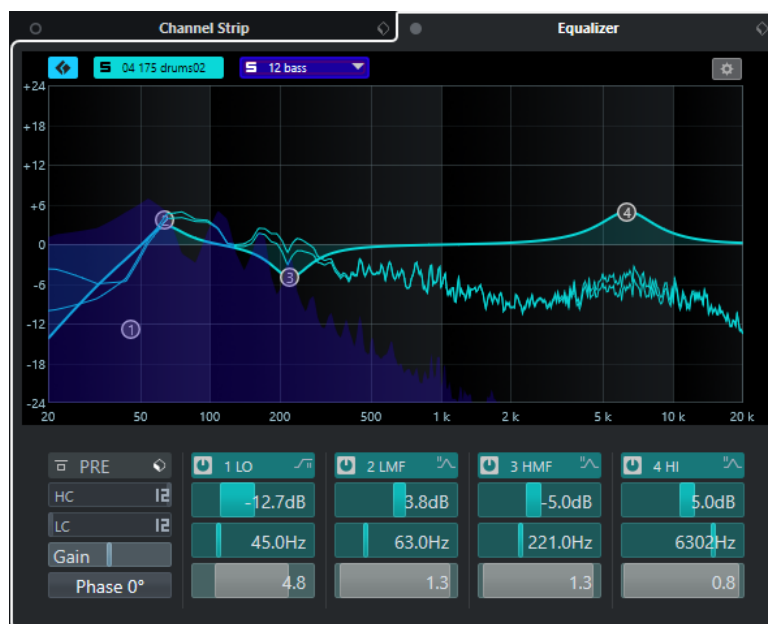 Channel Strip
Equalizer
S 04 175 drums02
S 12 bass
+24
+18
+12
+6
0
-6
-12
-18
-24
1
2
3
4
20 50 100 200 500 1 k 2 k 5 k 10 k 20 k
PRE
HC 12
LC 12
Gain
Phase 0°
1 LO
-12.7dB
45.0Hz
4.8
2 LMF
3.8dB
63.0Hz
1.3
3 HMF
-5.0dB
221.0Hz
1.3
4 HI
5.0dB
6302Hz
0.8